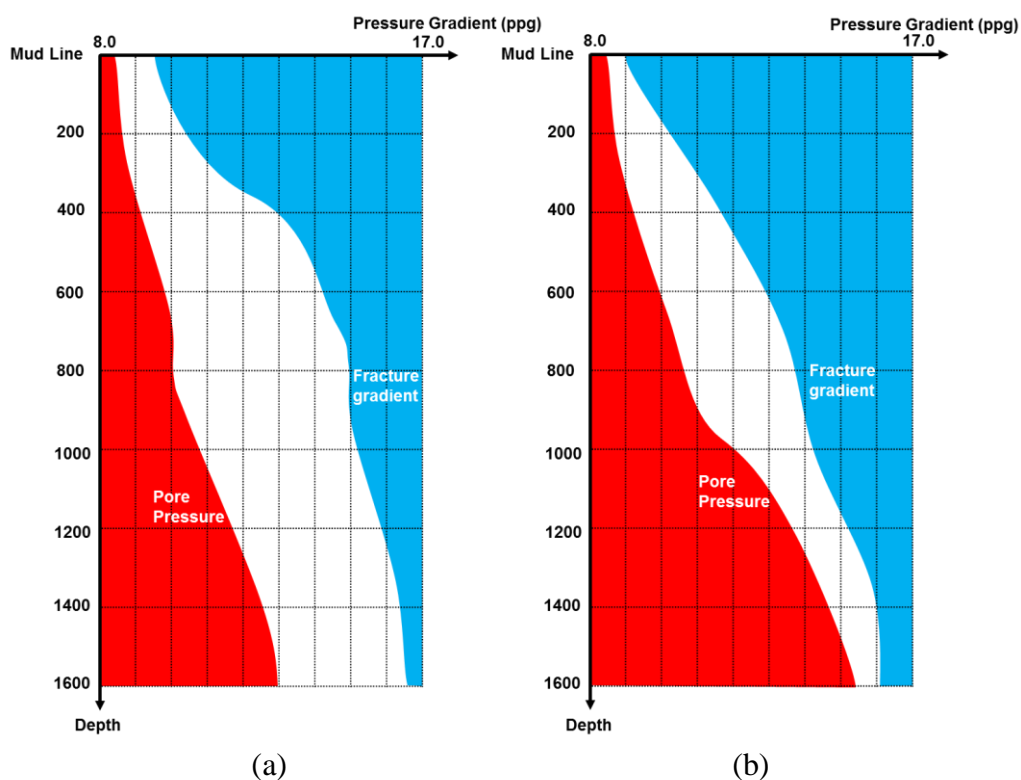 Pressure Gradient (ppg)
8.0
17.0
Mud Line
200
400
600
800
1000
1200
1400
1600
Fracture
gradient
Pore
Pressure
Depth
(a)
Pressure Gradient (ppg)
8.0
17.0
Mud Line
200
400
600
800
1000
1200
1400
1600
Fracture
gradient
Pore
Pressure
Depth
(b)